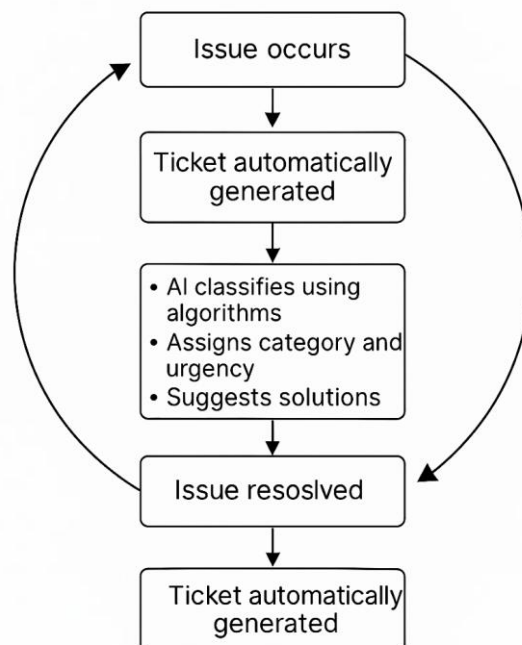 Issue occurs
Ticket automatically
generated
• AI classifies using
algorithms
• Assigns category and
urgency
• Suggests solutions
Issue resoslved
Ticket automatically
generated